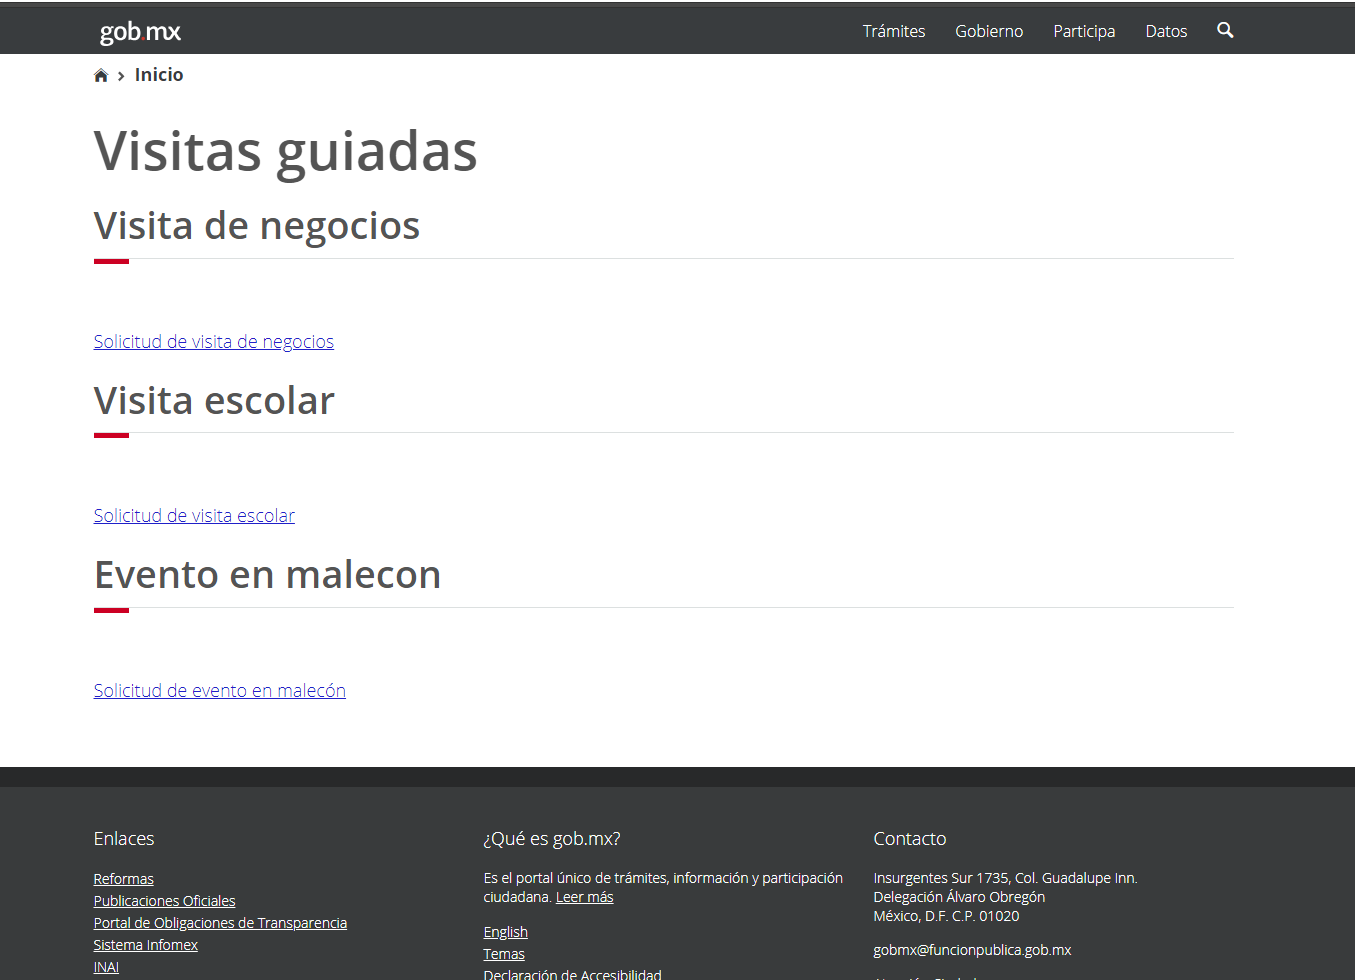 gob.mx
Trámites
Gobierno
Participa
Datos
Inicio
Visitas guiadas
Visita de negocios
Solicitud de visita de negocios
Visita escolar
Solicitud de visita escolar
Evento en malecon
Solicitud de evento en malecón
Enlaces
Reformas
Publicaciones Oficiales
Portal de Obligaciones de Transparencia
Sistema Infomex
INAI
¿Qué es gob.mx?
Es el portal único de trámites, información y participación
ciudadana. Leer más
English
Temas
Declaración de Accesibilidad
Contacto
Insurgentes Sur 1735, Col. Guadalupe Inn.
Delegación Álvaro Obregón
México, D.F. C.P. 01020
gobmx@funcionpublica.gob.mx